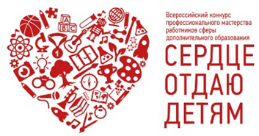 Всероссийский конкурс
профессионального мастерства
работников сферы
дополнительного образования
СЕРДЦЕ
ОТДАЮ
ДЕТЯМ